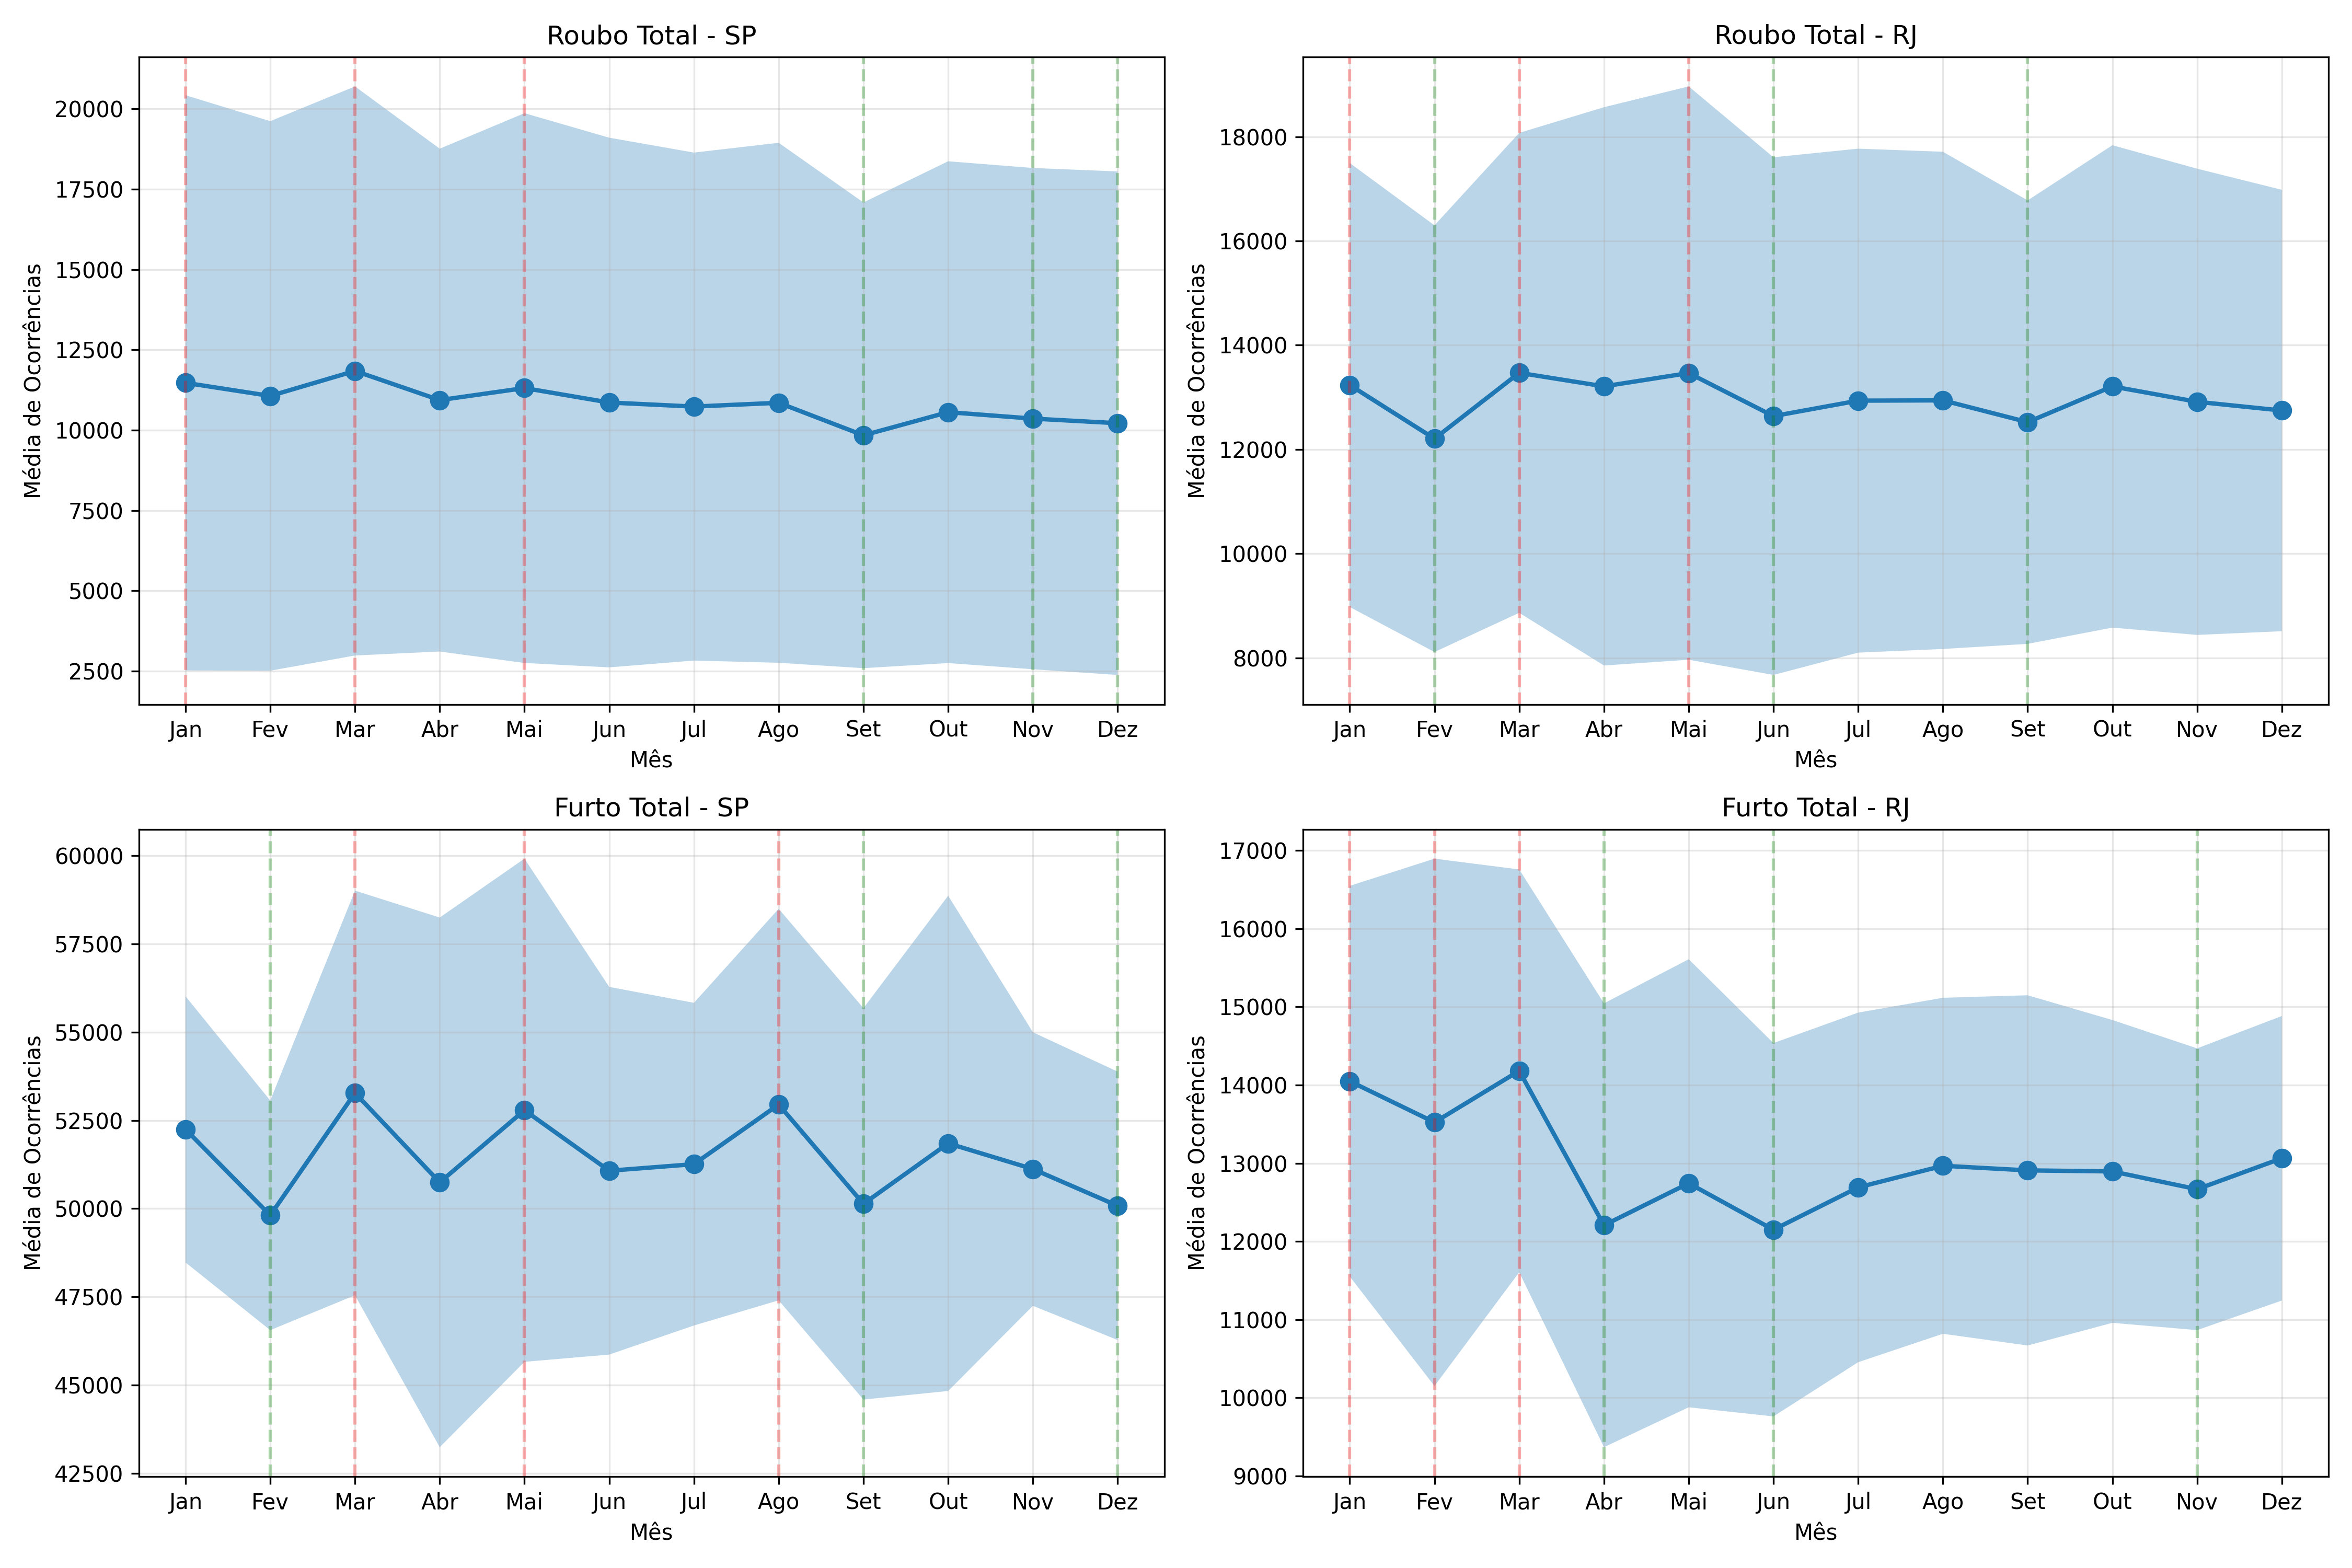 Roubo Total - SP
Média de Ocorrências
20000
17500
15000
12500
10000
7500
5000
2500
Jan Fev Mar Abr Mai Jun Jul Ago Set Out Nov Dez
Mês
Roubo Total - RJ
Média de Ocorrências
18000
16000
14000
12000
10000
8000
Jan Fev Mar Abr Mai Jun Jul Ago Set Out Nov Dez
Mês
Furto Total - SP
Média de Ocorrências
60000
57500
55000
52500
50000
47500
45000
42500
Jan Fev Mar Abr Mai Jun Jul Ago Set Out Nov Dez
Mês
Furto Total - RJ
Média de Ocorrências
17000
16000
15000
14000
13000
12000
11000
10000
9000
Jan Fev Mar Abr Mai Jun Jul Ago Set Out Nov Dez
Mês